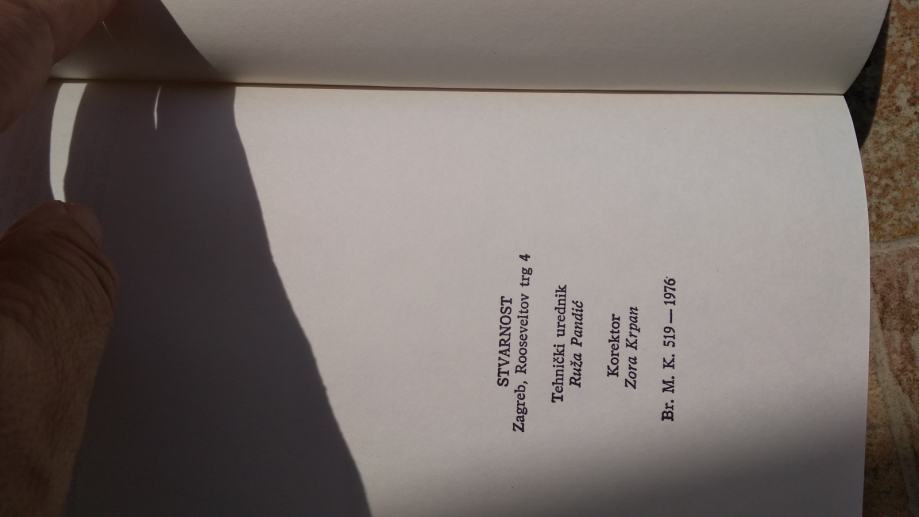 STVARNOST
Zagreb, Rooseveltov trg 4
Tehnički urednik
Ruža Pandić
Korektor
Zora Krpan
Br. M. K. 519—1976